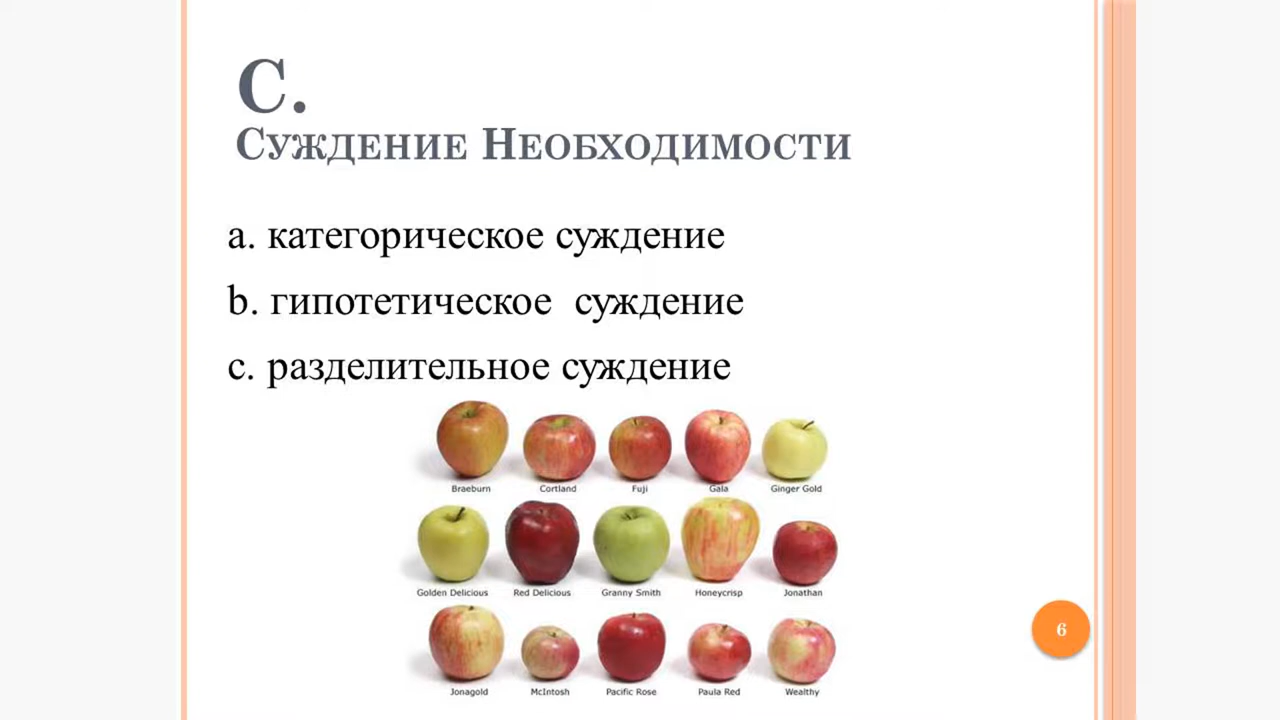 С.
Суждение Необходимости
a. категорическое суждение
b. гипотетическое суждение
c. разделительное суждение
Braeburn Cortland Fuji Gala Ginger Gold
Golden Delicious Red Delicious Granny Smith Honeycrisp Jonathan
6
Jonagold McIntosh Pacific Rose Paula Red Wealthy